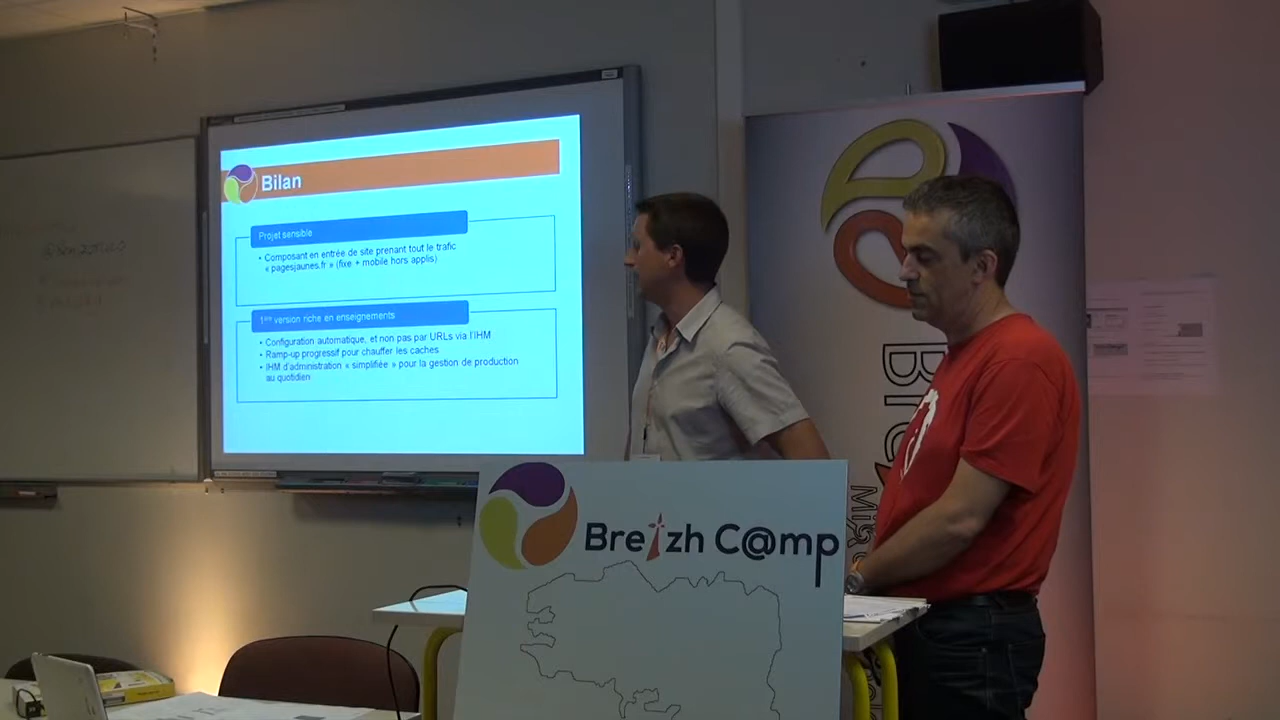 Bilan
Projet sensible
• Composant en entrée de site prenant tout le trafic
« pagesjaunes.fr » (fixe + mobile hors applis)
1ère version riche en enseignements
• Configuration automatique, et non pas par URLs via l'IHM
• Ramp-up progressif pour chauffer les caches
• IHM d'administration « simplifiée » pour la gestion de production
au quotidien
Bre
Mix
Breizh C@mp